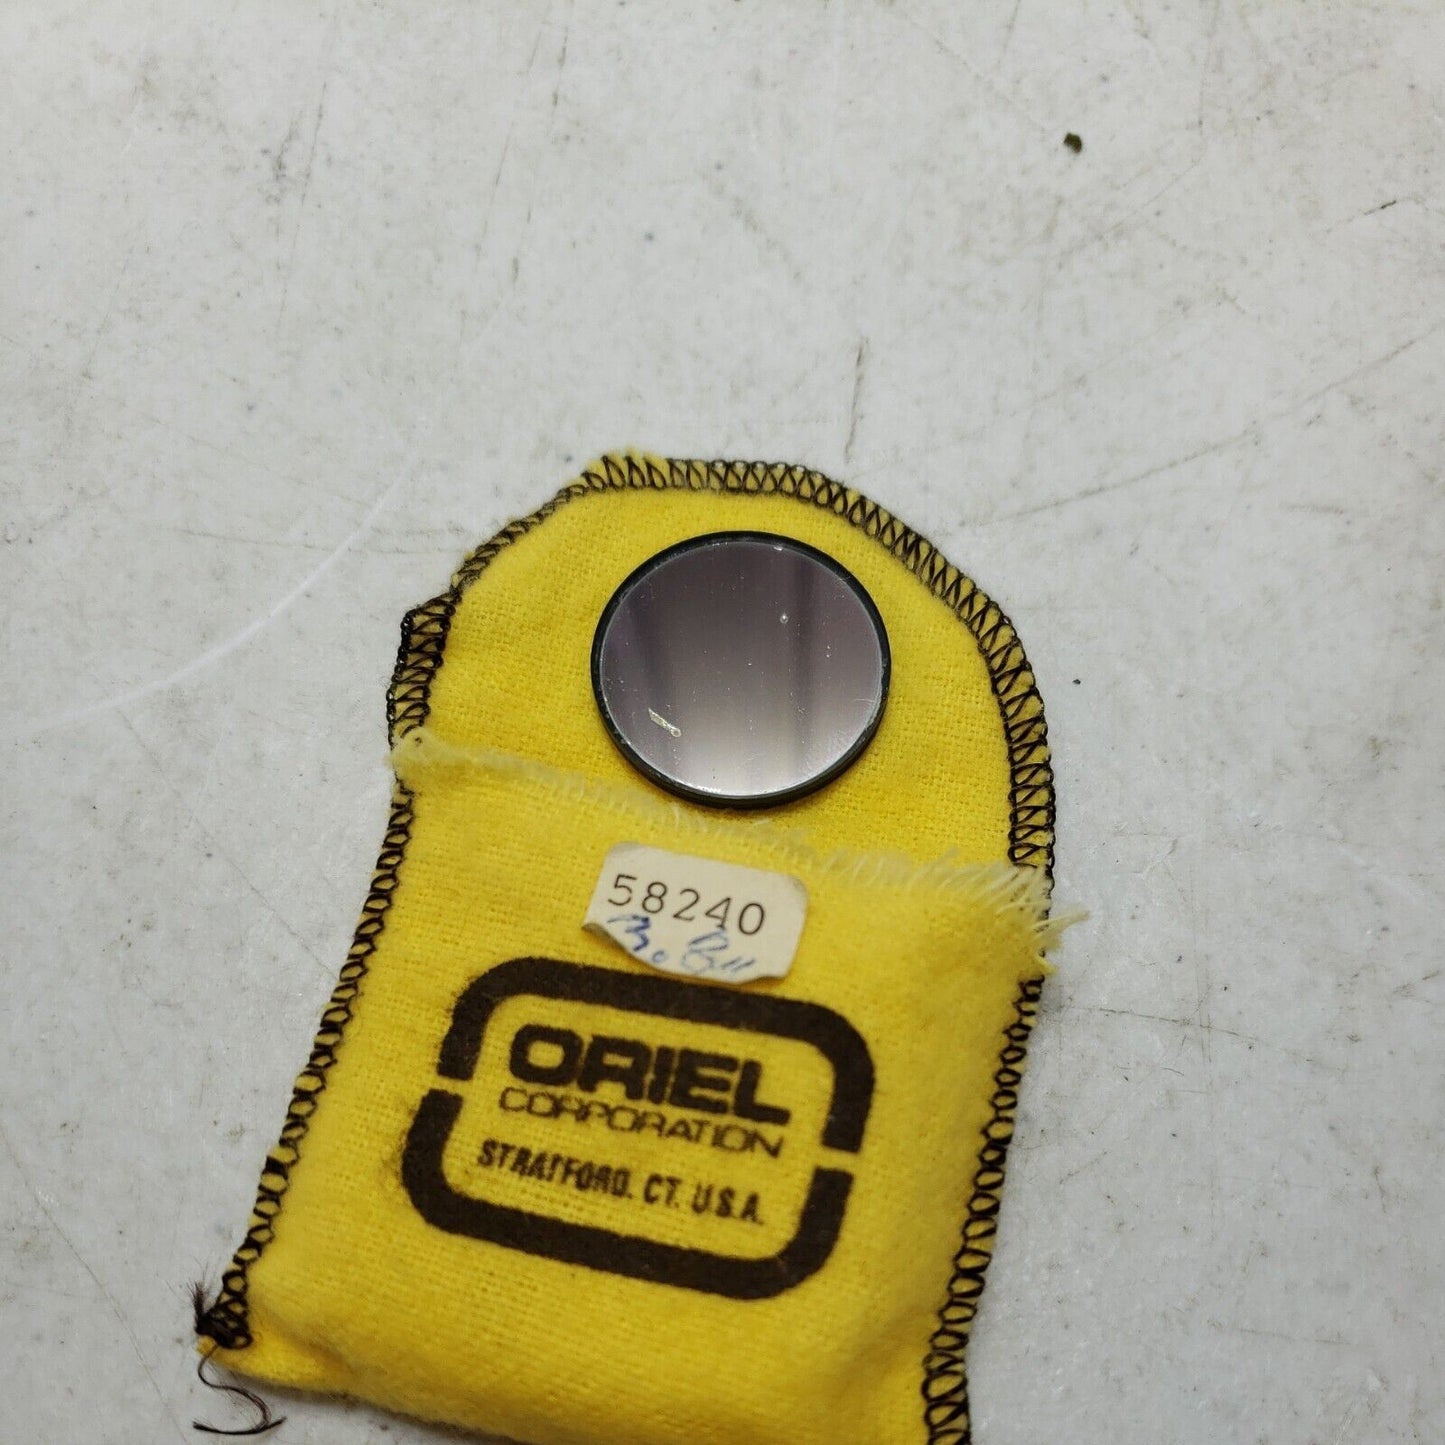 58240
ORIEL
CORPORATION
STRATFORD. CT. U.S.A.